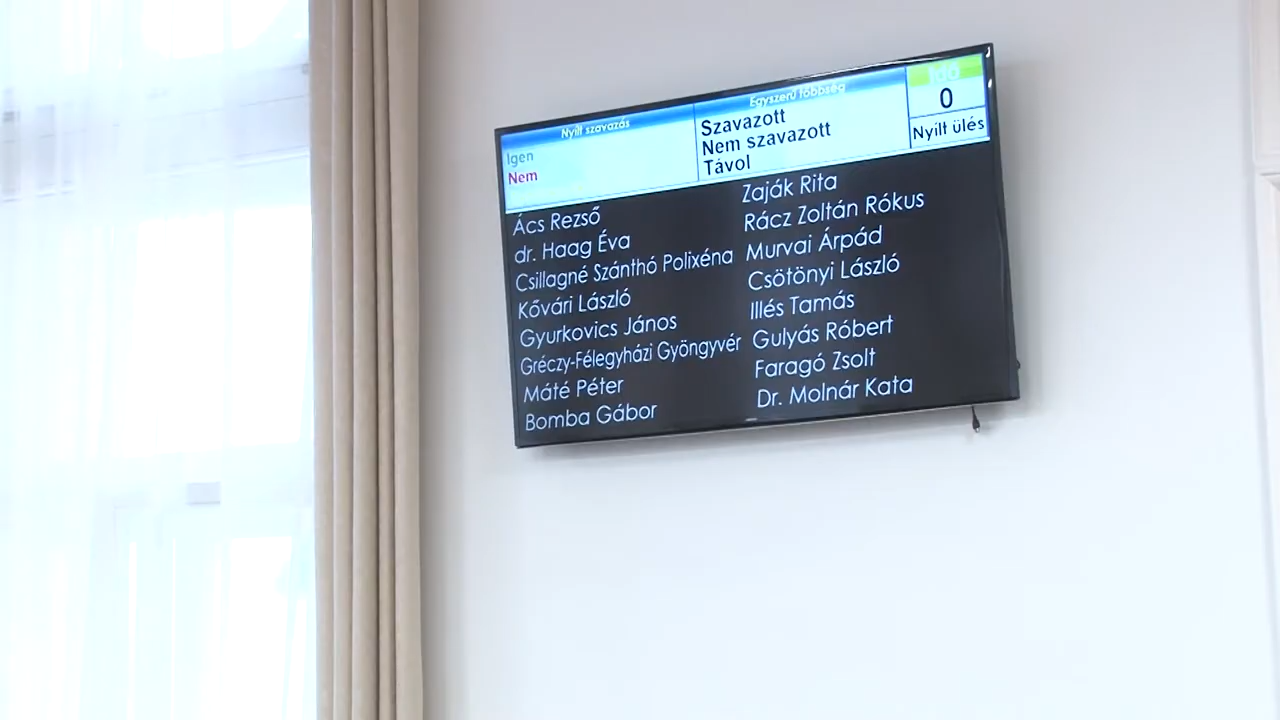 Nyílt szavazás
Igen
Nem
Egyszerű többség
Szavazott
Nem szavazott
Távol
Idő
0
Nyílt ülés
Ács Rezső
dr. Haag Éva
Csillagné Szánthó Polixéna
Kővári László
Gyurkovics János
Gréczy-Félegyházi Gyöngyvér
Máté Péter
Bomba Gábor
Zaják Rita
Rácz Zoltán Rókus
Murvai Árpád
Csötönyi László
Illés Tamás
Gulyás Róbert
Faragó Zsolt
Dr. Molnár Kata